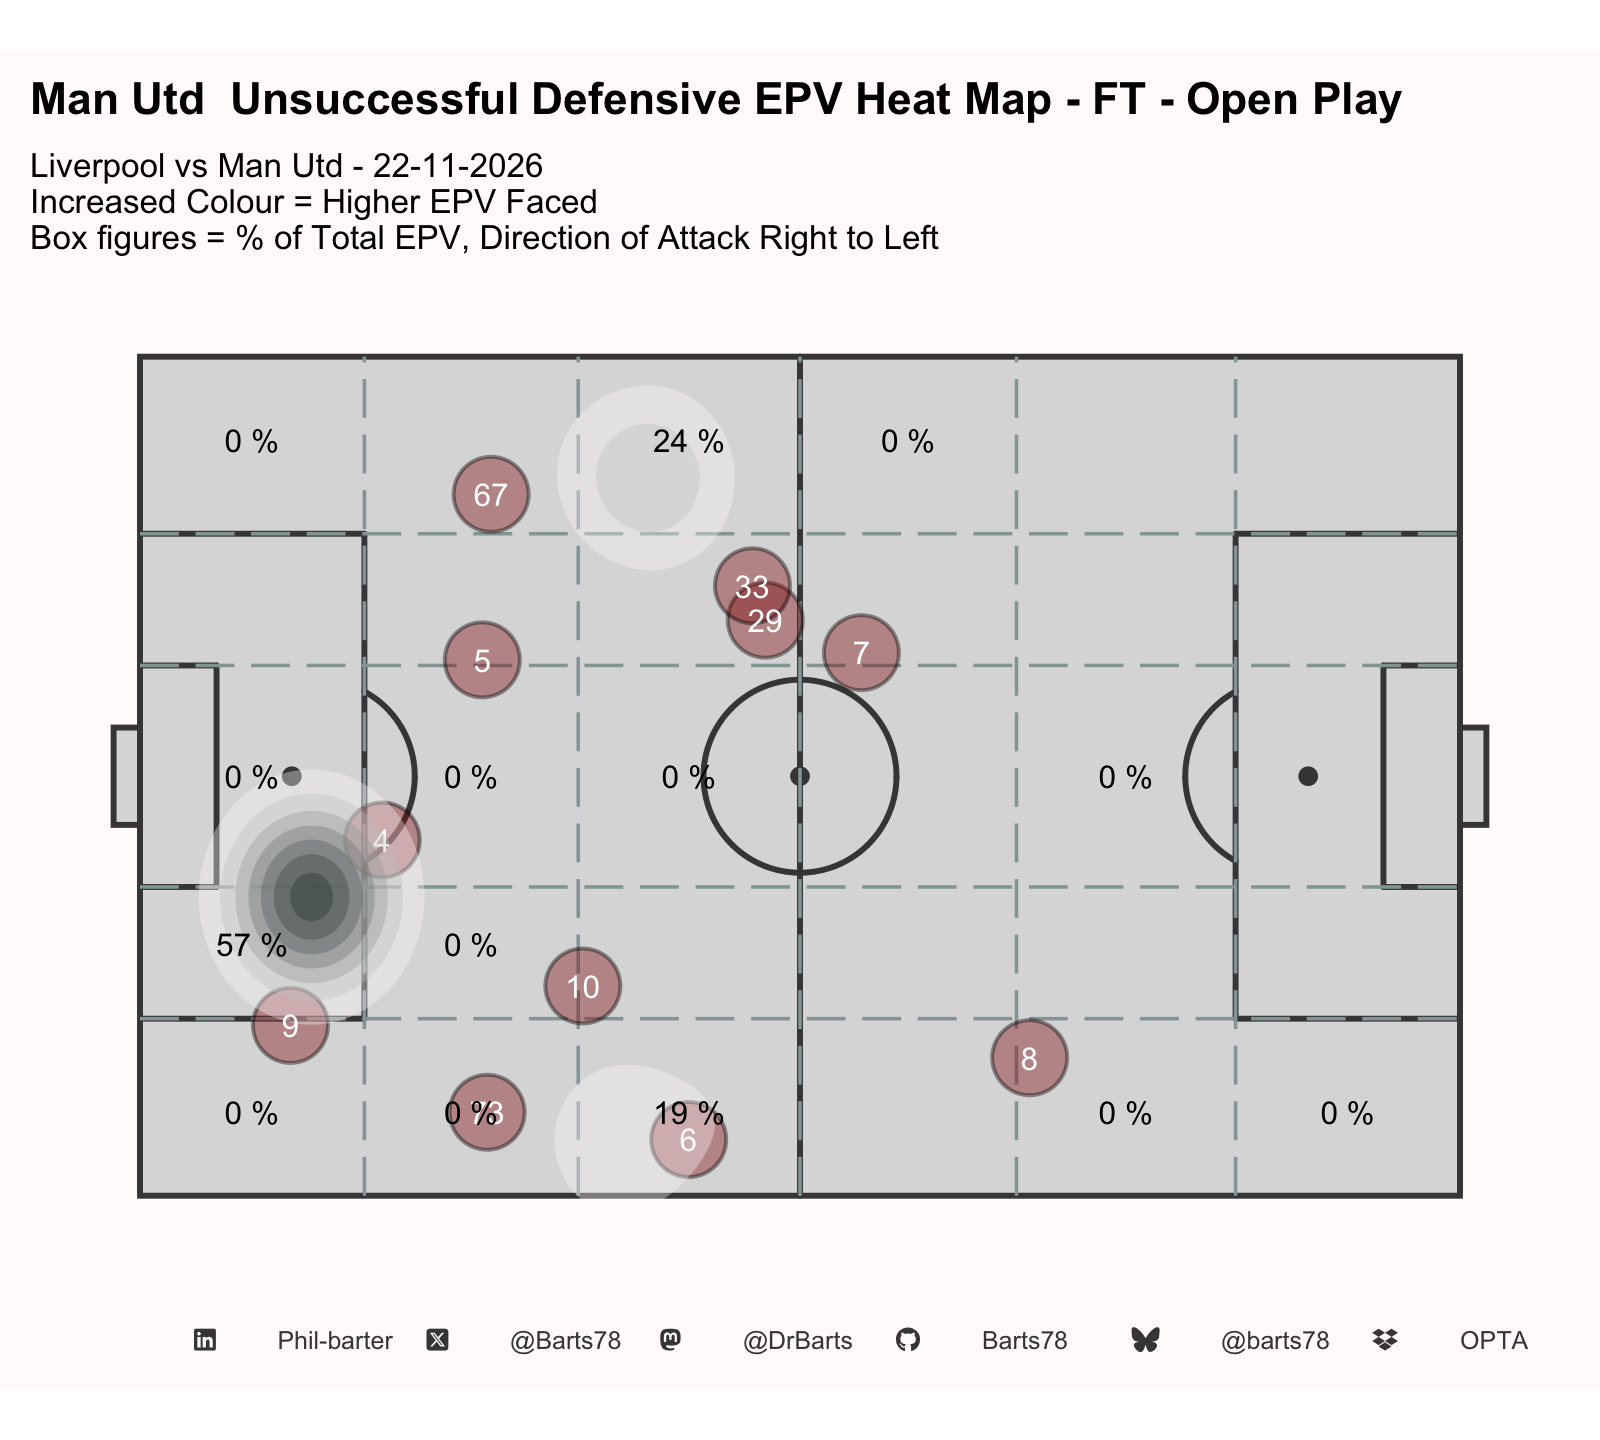 Man Utd  Unsuccessful Defensive EPV Heat Map - FT - Open Play
Liverpool vs Man Utd - 22-11-2026
Increased Colour = Higher EPV Faced
Box figures = % of Total EPV, Direction of Attack Right to Left
0 % 24 % 0 %
67
33
29
7
5
0 % 0 % 0 % 0 %
4
57 % 0 %
10
9
8
0 % 0 % 73 19 % 0 % 0 %
6
Phil-barter @Barts78 @DrBarts Barts78 @barts78 OPTA